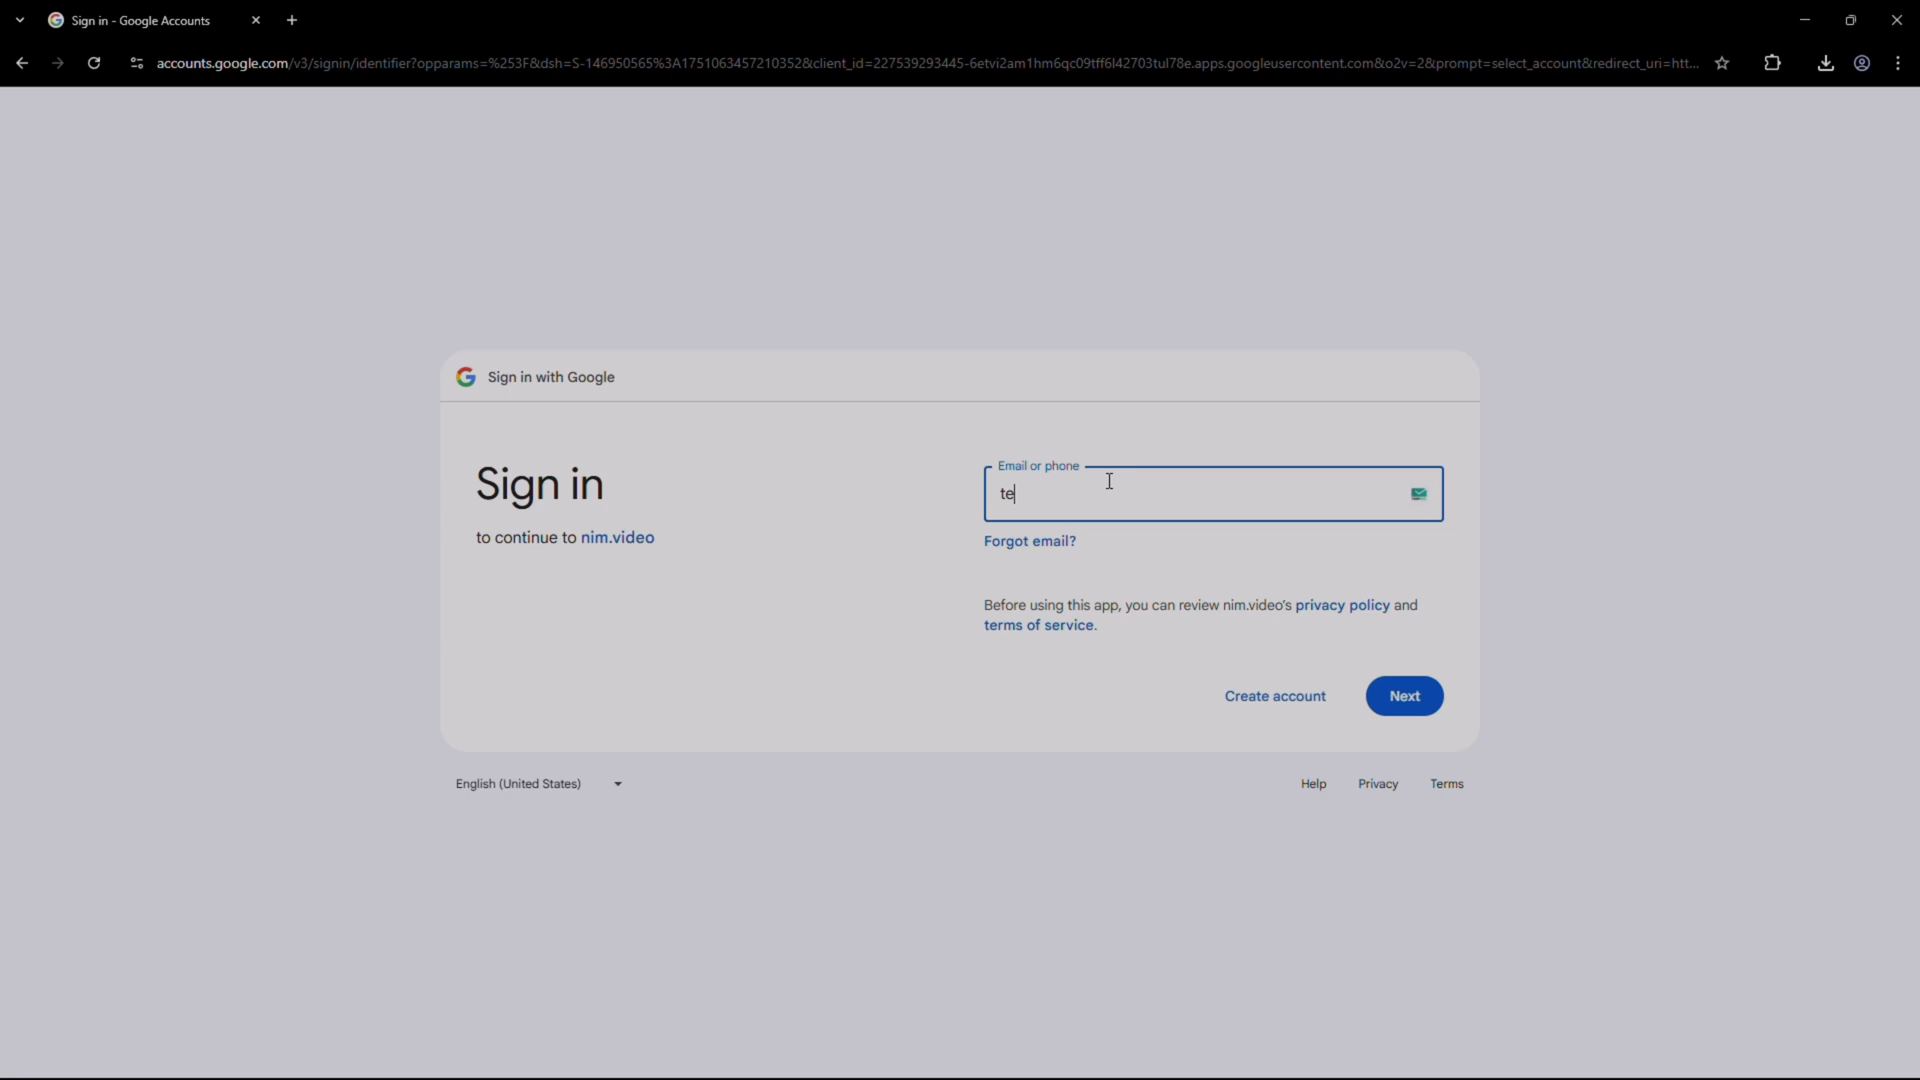 Sign in - Google Accounts
accounts.google.com/v3/signin/identifier?opparams=%253F&dsh=S-146950565%3A1751063457210352&client_id=227539293445-6etvi2am1hm6qc09tff6l42703tul78e.apps.googleusercontent.com&o2v=2&prompt=select_account&redirect_uri=htt...
Sign in with Google
Sign in
to continue to nim.video
Email or phone
te
Forgot email?
Before using this app, you can review nim.video's privacy policy and
terms of service.
Create account
Next
English (United States)
Help
Privacy
Terms